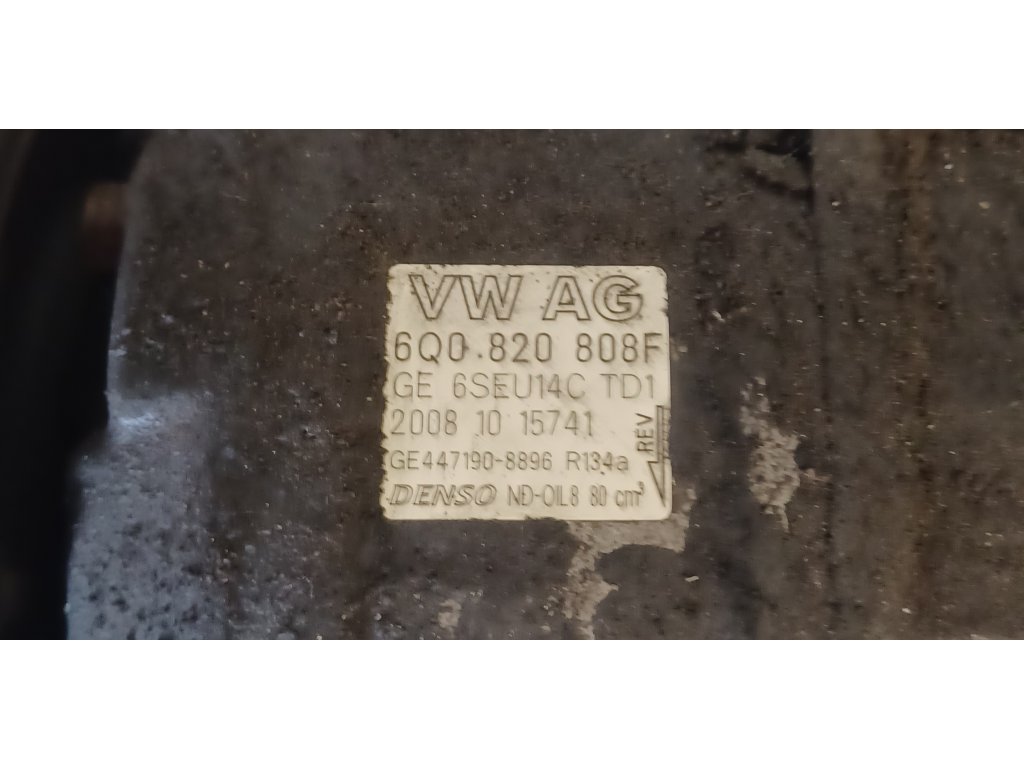 VW AG
6Q0.820 808F
GE 6SEU14C TD1
2008 10 15741
REV
GE447190-8896 R134a
DENSO ND-OIL8 80 cm³